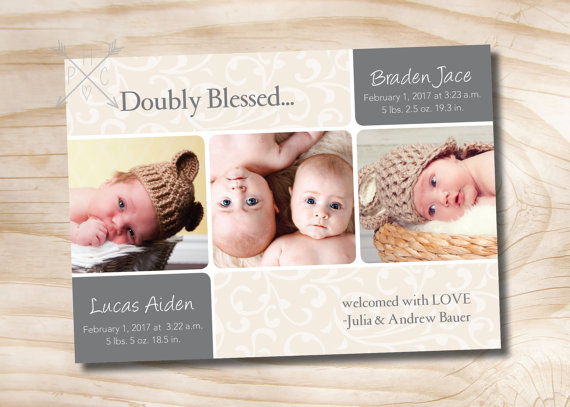 P C
Doubly Blessed...
Braden Jace
February 1, 2017 at 3:23 a.m.
5 lbs. 2.5 oz. 19.3 in.
Lucas Aiden
February 1, 2017 at 3:22 a.m.
5 lbs. 5 oz. 18.5 in.
welcomed with LOVE
-Julia & Andrew Bauer